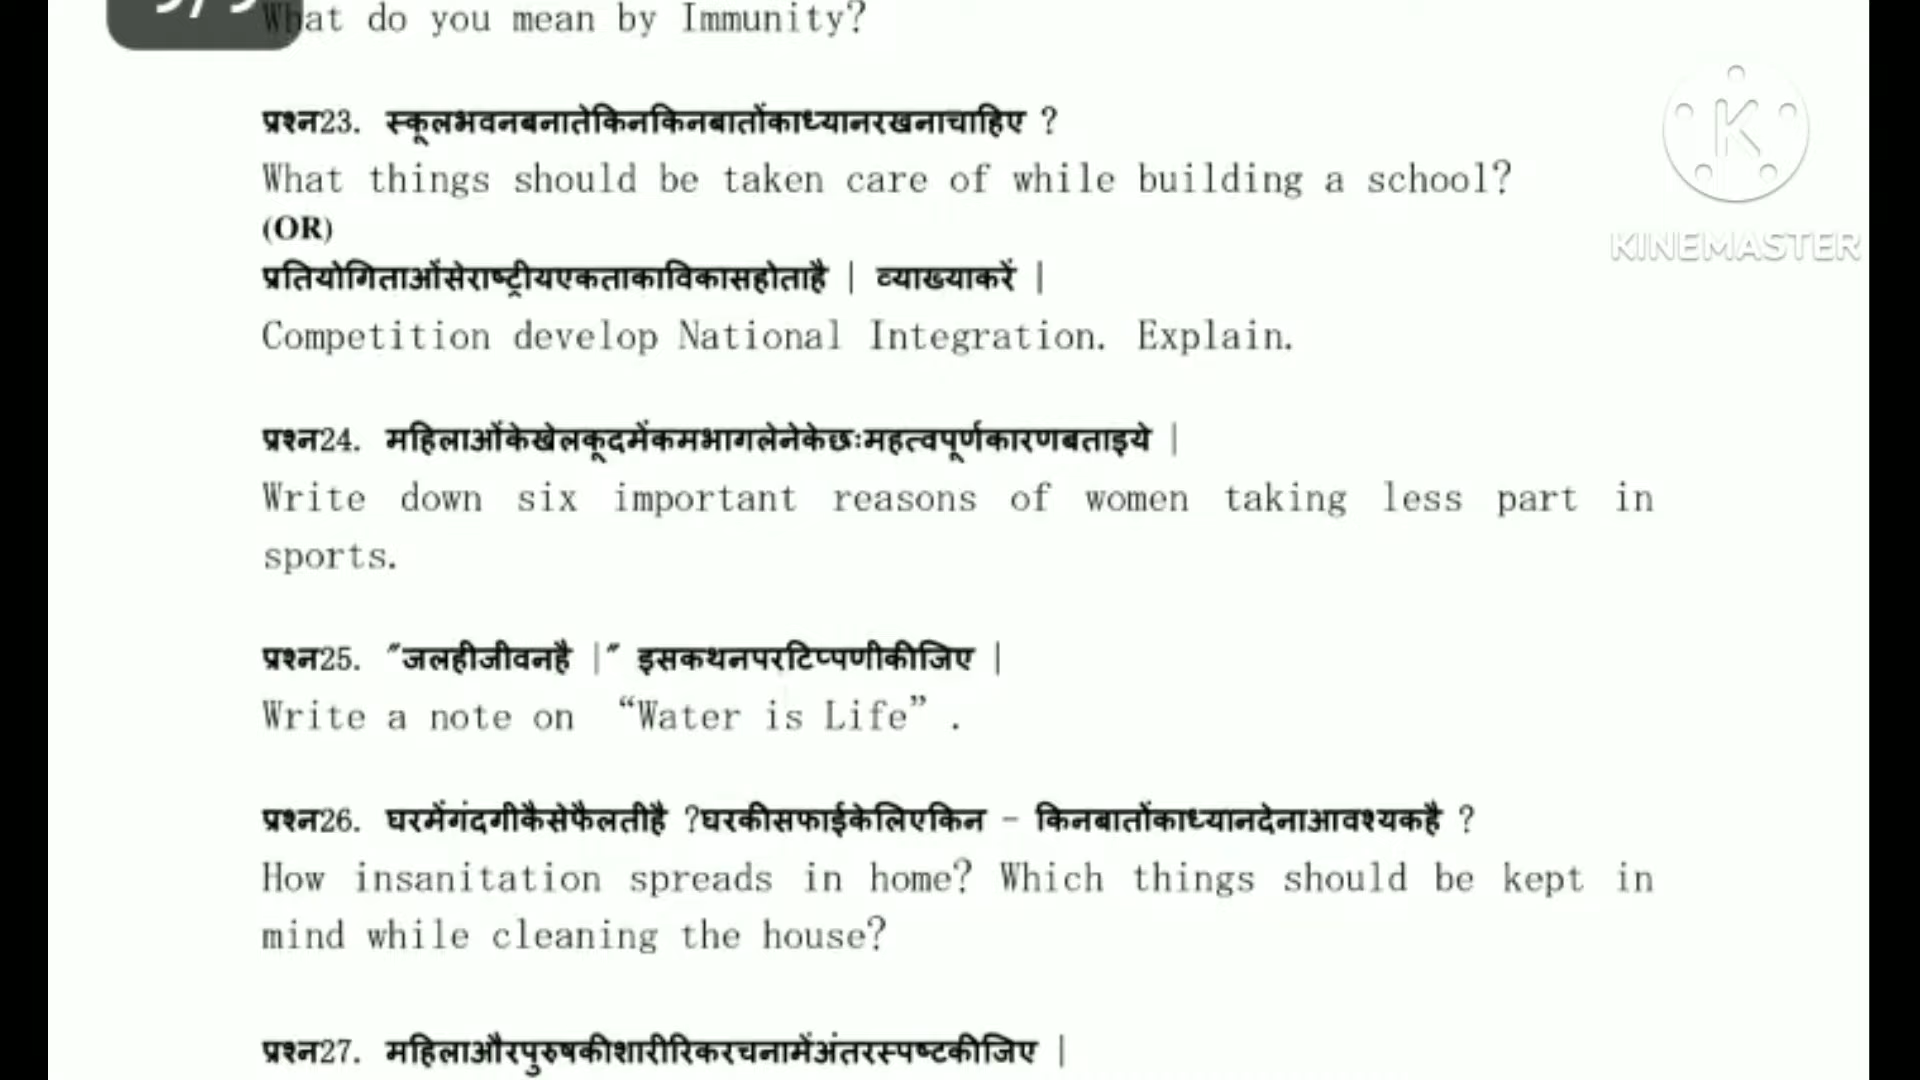 What do you mean by Immunity?
प्रश्न23. स्कूलभवनबनातेकिनकिनबातोंकाध्यानरखनाचाहिए ?
What things should be taken care of while building a school?
(OR)
प्रतियोगिताओंसेराष्ट्रीयएकताकाविकासहोताहै | व्याख्याकरें |
Competition develop National Integration. Explain.
प्रश्न24. महिलाओंकेखेलकूदमेंकमभागलेनेकेछःमहत्वपूर्णकारणबताइये |
Write down six important reasons of women taking less part in
sports.
प्रश्न25. "जलहीजीवनहै |" इसकथनपरटिप्पणीकीजिए |
Write a note on “Water is Life”.
प्रश्न26. घरमेंगंदगीकैसेफैलतीहै ?घरकीसफाईकेलिएकिन - किनबातोंकाध्यानदेनाआवश्यकहै ?
How insanitation spreads in home? Which things should be kept in
mind while cleaning the house?
प्रश्न27. महिलाऔरपुरुषकीशारीरिकरचनामेंअंतरस्पष्टकीजिए |
K
KINEMASTER